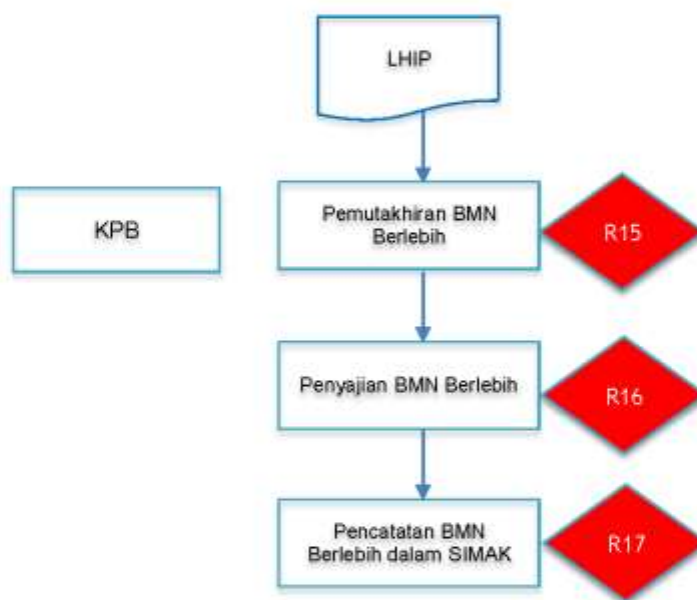 LHIP
KPB
Pemutakhiran BMN
Berlebih
R15
Penyajian BMN Berlebih
R16
Pencatatan BMN
Berlebih dalam SIMAK
R17